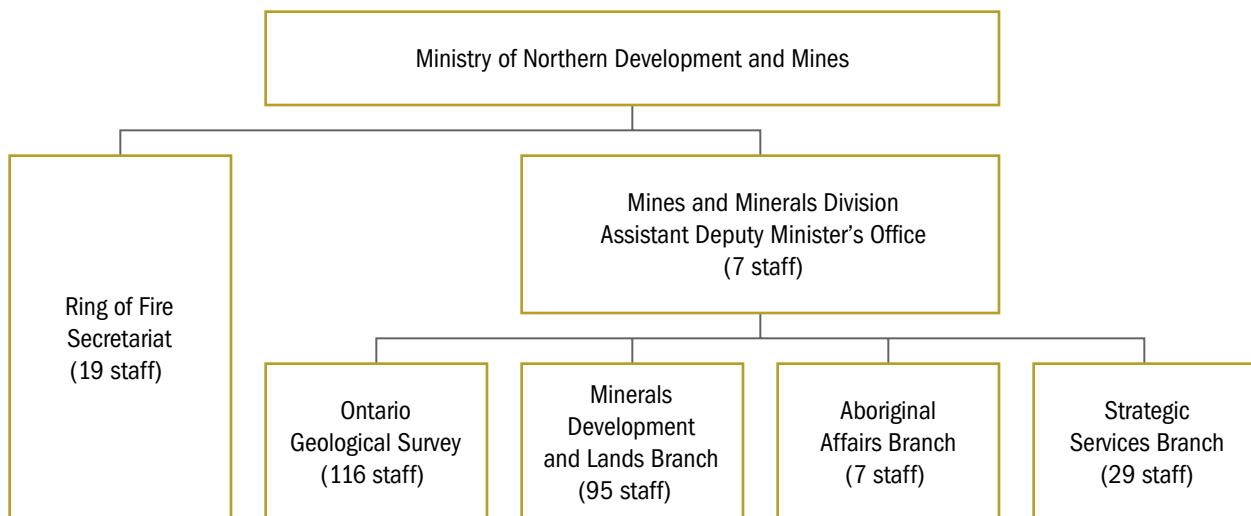 Ministry of Northern Development and Mines
Mines and Minerals Division
Assistant Deputy Minister’s Office
(7 staff)
Ring of Fire
Secretariat
(19 staff)
Ontario
Geological Survey
(116 staff)
Minerals
Development
and Lands Branch
(95 staff)
Aboriginal
Affairs Branch
(7 staff)
Strategic
Services Branch
(29 staff)